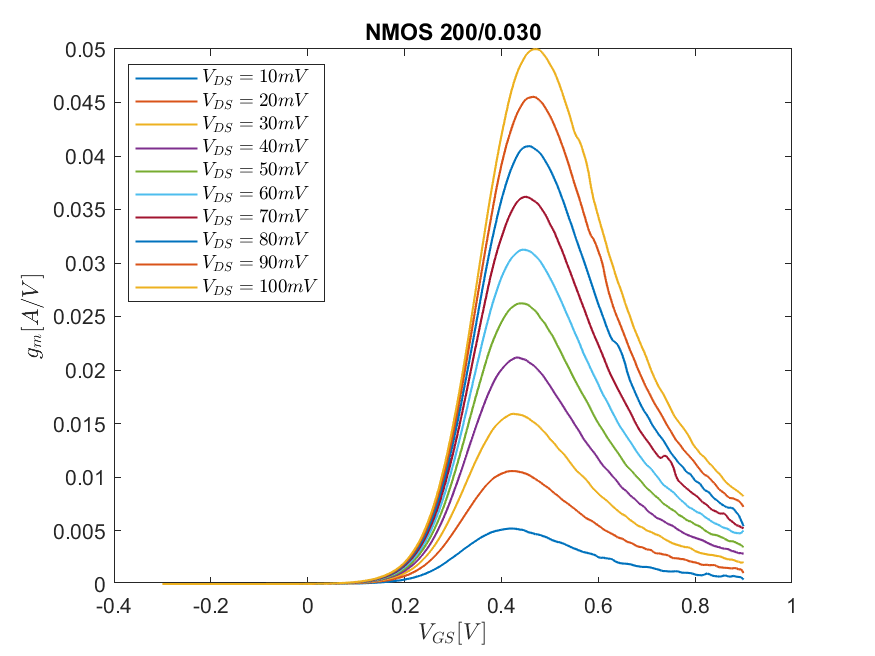 NMOS 200/0.030
0.05
0.045
0.04
0.035
0.03
0.025
0.02
0.015
0.01
0.005
0
g_m[A/V]
V_DS = 10mV
V_DS = 20mV
V_DS = 30mV
V_DS = 40mV
V_DS = 50mV
V_DS = 60mV
V_DS = 70mV
V_DS = 80mV
V_DS = 90mV
V_DS = 100mV
-0.4 -0.2 0 0.2 0.4 0.6 0.8 1
V_GS[V]